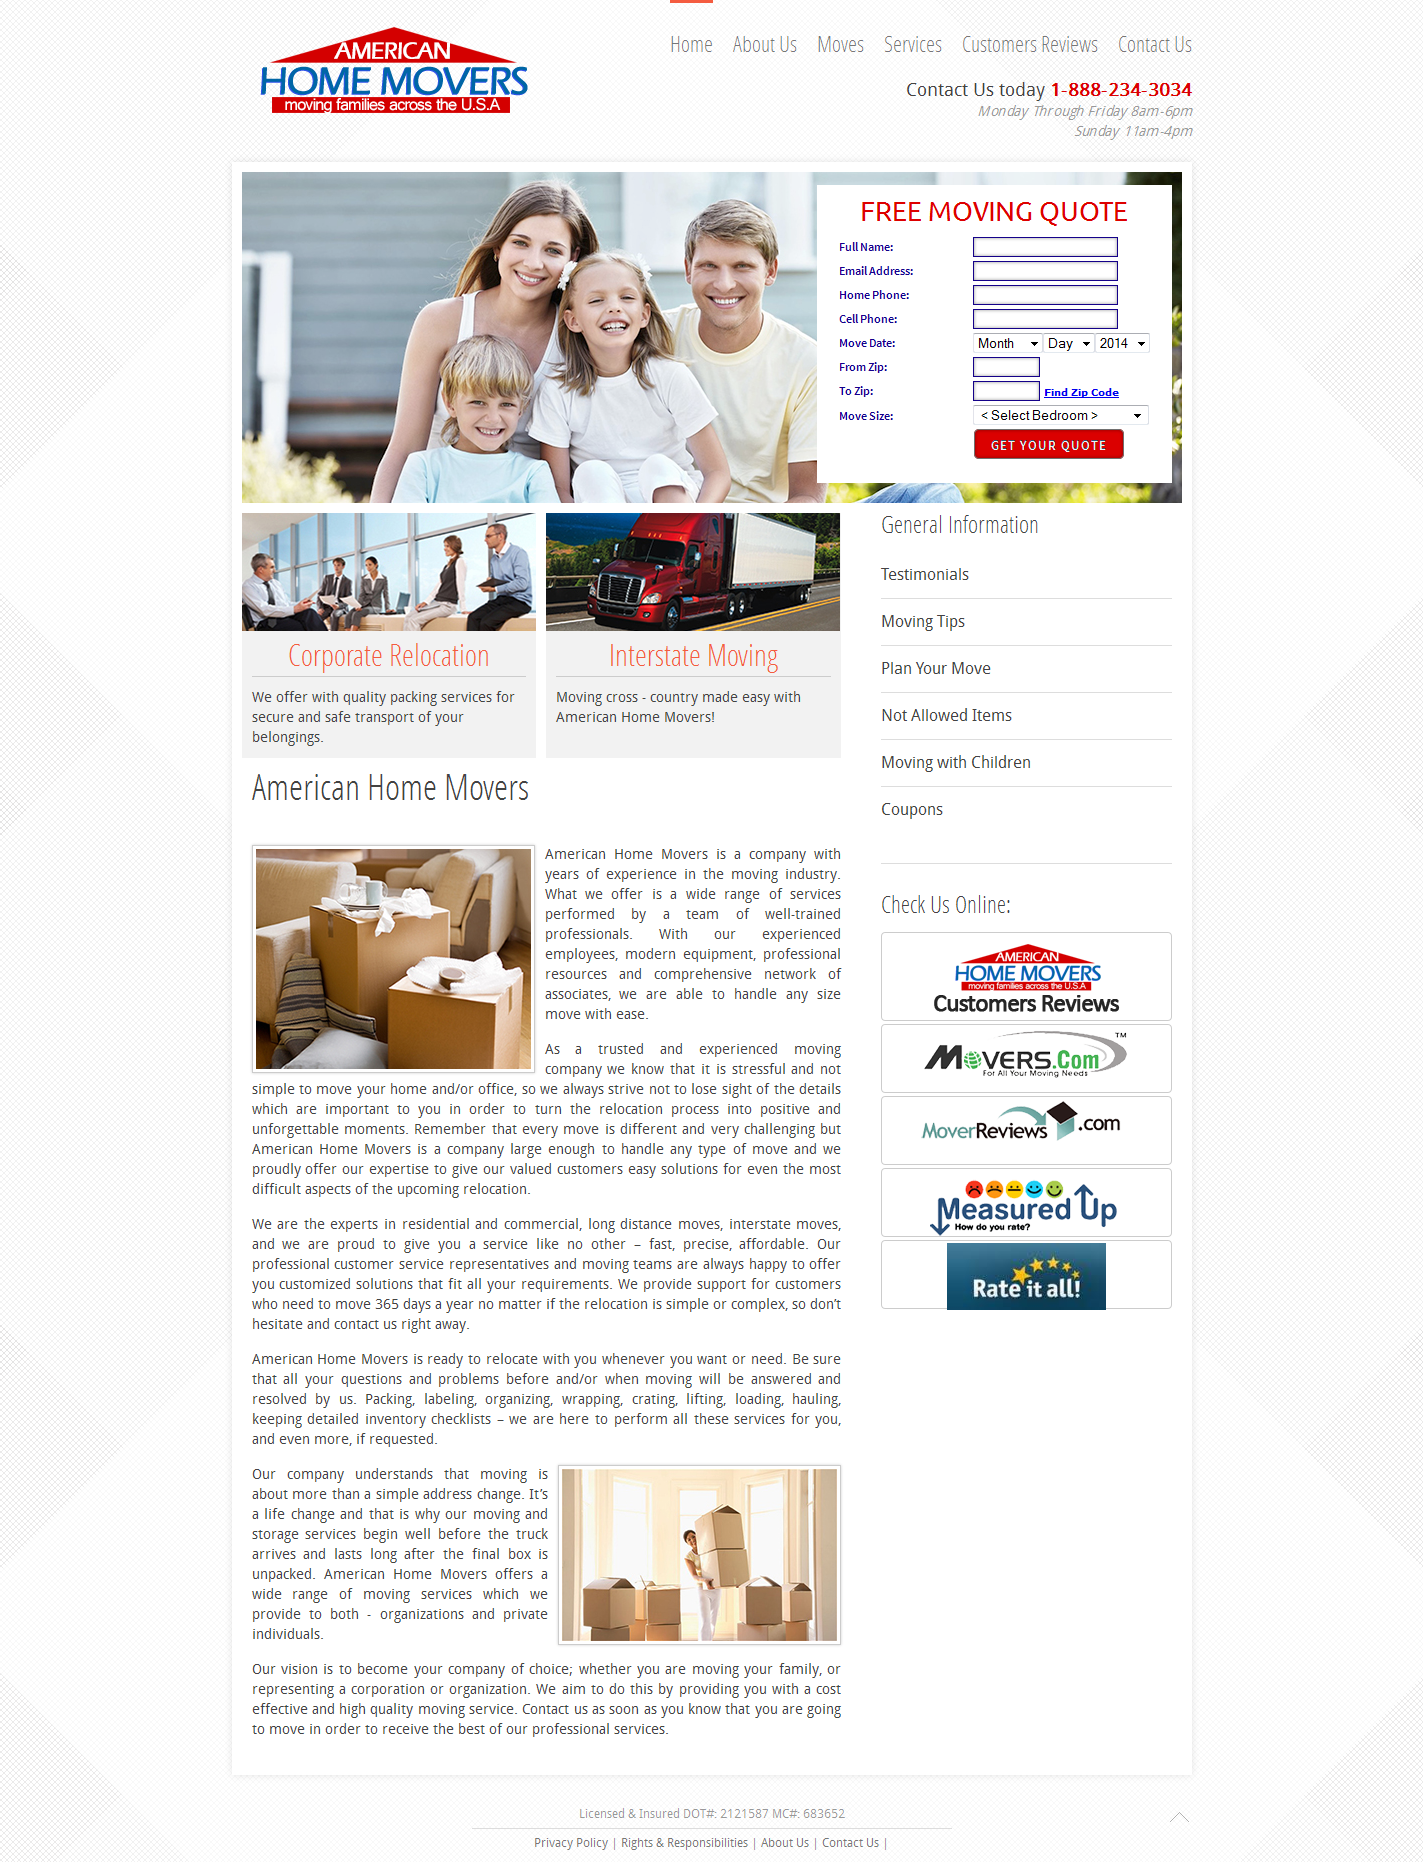 AMERICAN
HOME MOVERS
moving families across the U.S.A
Home About Us Moves Services Customers Reviews Contact Us
Contact Us today 1-888-234-3034
Monday Through Friday 8am-6pm
Sunday 11am-4pm
FREE MOVING QUOTE
Full Name:
Email Address:
Home Phone:
Cell Phone:
Move Date: Month Day 2014
From Zip:
To Zip: Find Zip Code
Move Size: < Select Bedroom >
GET YOUR QUOTE
Corporate Relocation
We offer with quality packing services for
secure and safe transport of your
belongings.
Interstate Moving
Moving cross - country made easy with
American Home Movers!
General Information
Testimonials
Moving Tips
Plan Your Move
Not Allowed Items
Moving with Children
Coupons
American Home Movers
American Home Movers is a company with
years of experience in the moving industry.
What we offer is a wide range of services
performed by a team of well-trained
professionals. With our experienced
employees, modern equipment, professional
resources and comprehensive network of
associates, we are able to handle any size
move with ease.
As a trusted and experienced moving
company we know that it is stressful and not
simple to move your home and/or office, so we always strive not to lose sight of the details
which are important to you in order to turn the relocation process into positive and
unforgettable moments. Remember that every move is different and very challenging but
American Home Movers is a company large enough to handle any type of move and we
proudly offer our expertise to give our valued customers easy solutions for even the most
difficult aspects of the upcoming relocation.
We are the experts in residential and commercial, long distance moves, interstate moves,
and we are proud to give you a service like no other – fast, precise, affordable. Our
professional customer service representatives and moving teams are always happy to offer
you customized solutions that fit all your requirements. We provide support for customers
who need to move 365 days a year no matter if the relocation is simple or complex, so don't
hesitate and contact us right away.
American Home Movers is ready to relocate with you whenever you want or need. Be sure
that all your questions and problems before and/or when moving will be answered and
resolved by us. Packing, labeling, organizing, wrapping, crating, lifting, loading, hauling,
keeping detailed inventory checklists – we are here to perform all these services for you,
and even more, if requested.
Our company understands that moving is
about more than a simple address change. It's
a life change and that is why our moving and
storage services begin well before the truck
arrives and lasts long after the final box is
unpacked. American Home Movers offers a
wide range of moving services which we
provide to both - organizations and private
individuals.
Our vision is to become your company of choice; whether you are moving your family, or
representing a corporation or organization. We aim to do this by providing you with a cost
effective and high quality moving service. Contact us as soon as you know that you are going
to move in order to receive the best of our professional services.
Check Us Online:
AMERICAN
HOME MOVERS
moving families across the U.S.A
Customers Reviews
MOVERS.Com™
For All Your Moving Needs
MoverReviews.com
Measured Up
How do you rate?
Rate it all!
Licensed & Insured DOT#: 2121587 MC#: 683652
Privacy Policy | Rights & Responsibilities | About Us | Contact Us |